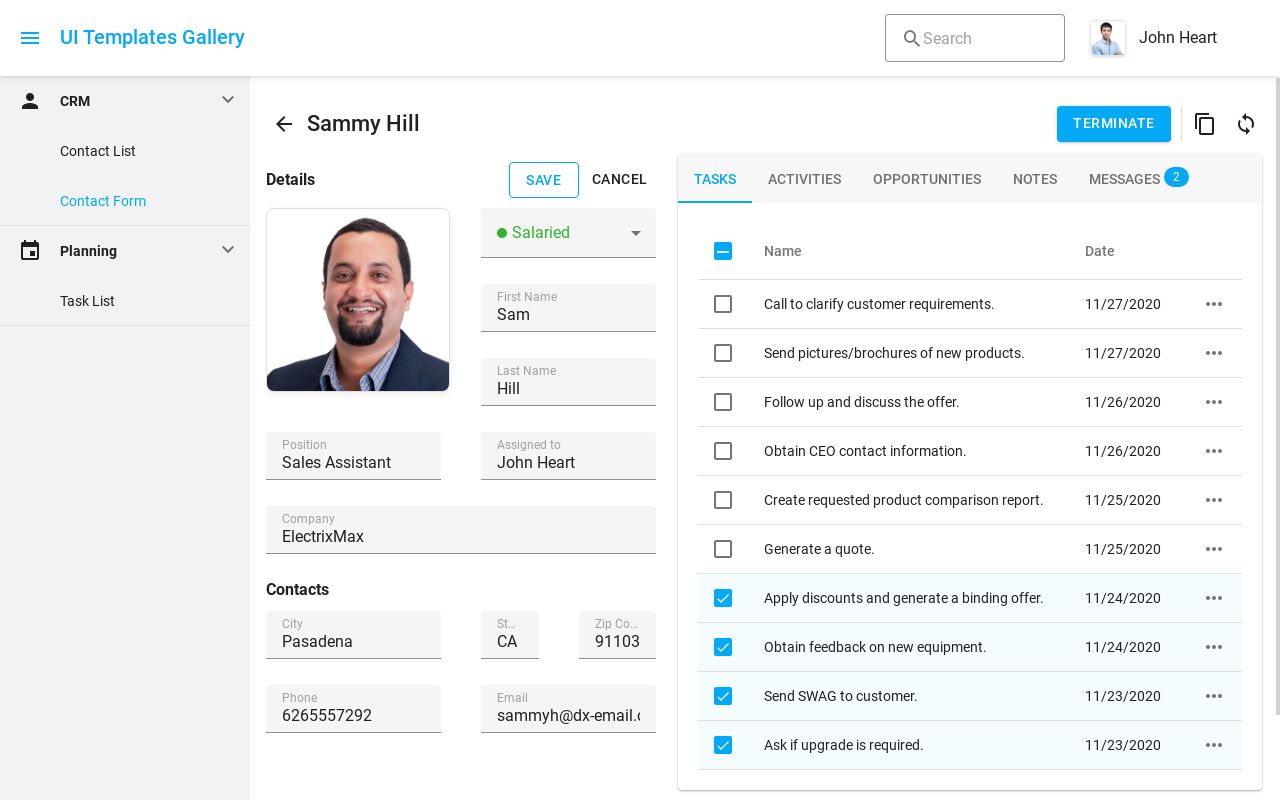 UI Templates Gallery
Search
John Heart
CRM
Contact List
Contact Form
Planning
Task List
Sammy Hill
TERMINATE
Details
SAVE
CANCEL
Salaried
First Name
Sam
Last Name
Hill
Position
Sales Assistant
Assigned to
John Heart
Company
ElectrixMax
Contacts
City
Pasadena
St...
CA
Zip Co...
91103
Phone
6265557292
Email
sammyh@dx-email.c
TASKS ACTIVITIES OPPORTUNITIES NOTES MESSAGES 2
Name Date
Call to clarify customer requirements. 11/27/2020
Send pictures/brochures of new products. 11/27/2020
Follow up and discuss the offer. 11/26/2020
Obtain CEO contact information. 11/26/2020
Create requested product comparison report. 11/25/2020
Generate a quote. 11/25/2020
Apply discounts and generate a binding offer. 11/24/2020
Obtain feedback on new equipment. 11/24/2020
Send SWAG to customer. 11/23/2020
Ask if upgrade is required. 11/23/2020